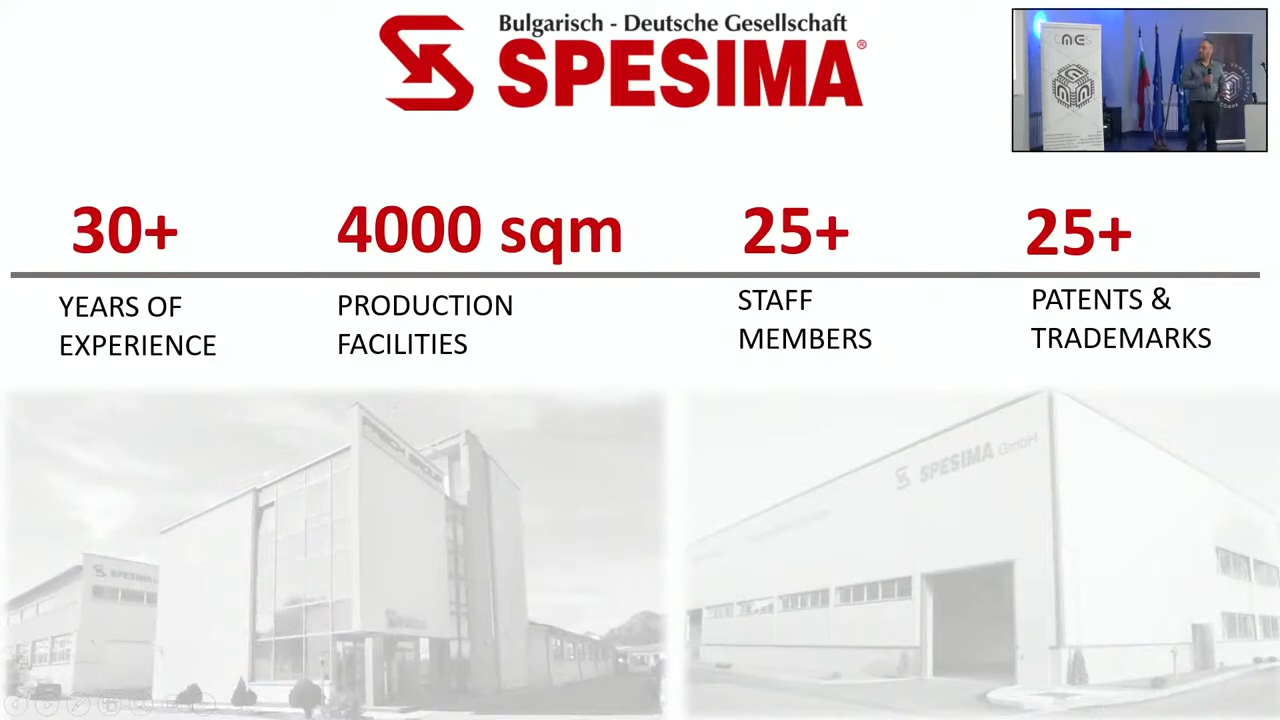 Bulgarisch - Deutsche Gesellschaft
SPESIMA®
30+
4000 sqm
25+
25+
YEARS OF
EXPERIENCE
PRODUCTION
FACILITIES
STAFF
MEMBERS
PATENTS &
TRADEMARKS
SPESIMA GmbH
SPESIMA